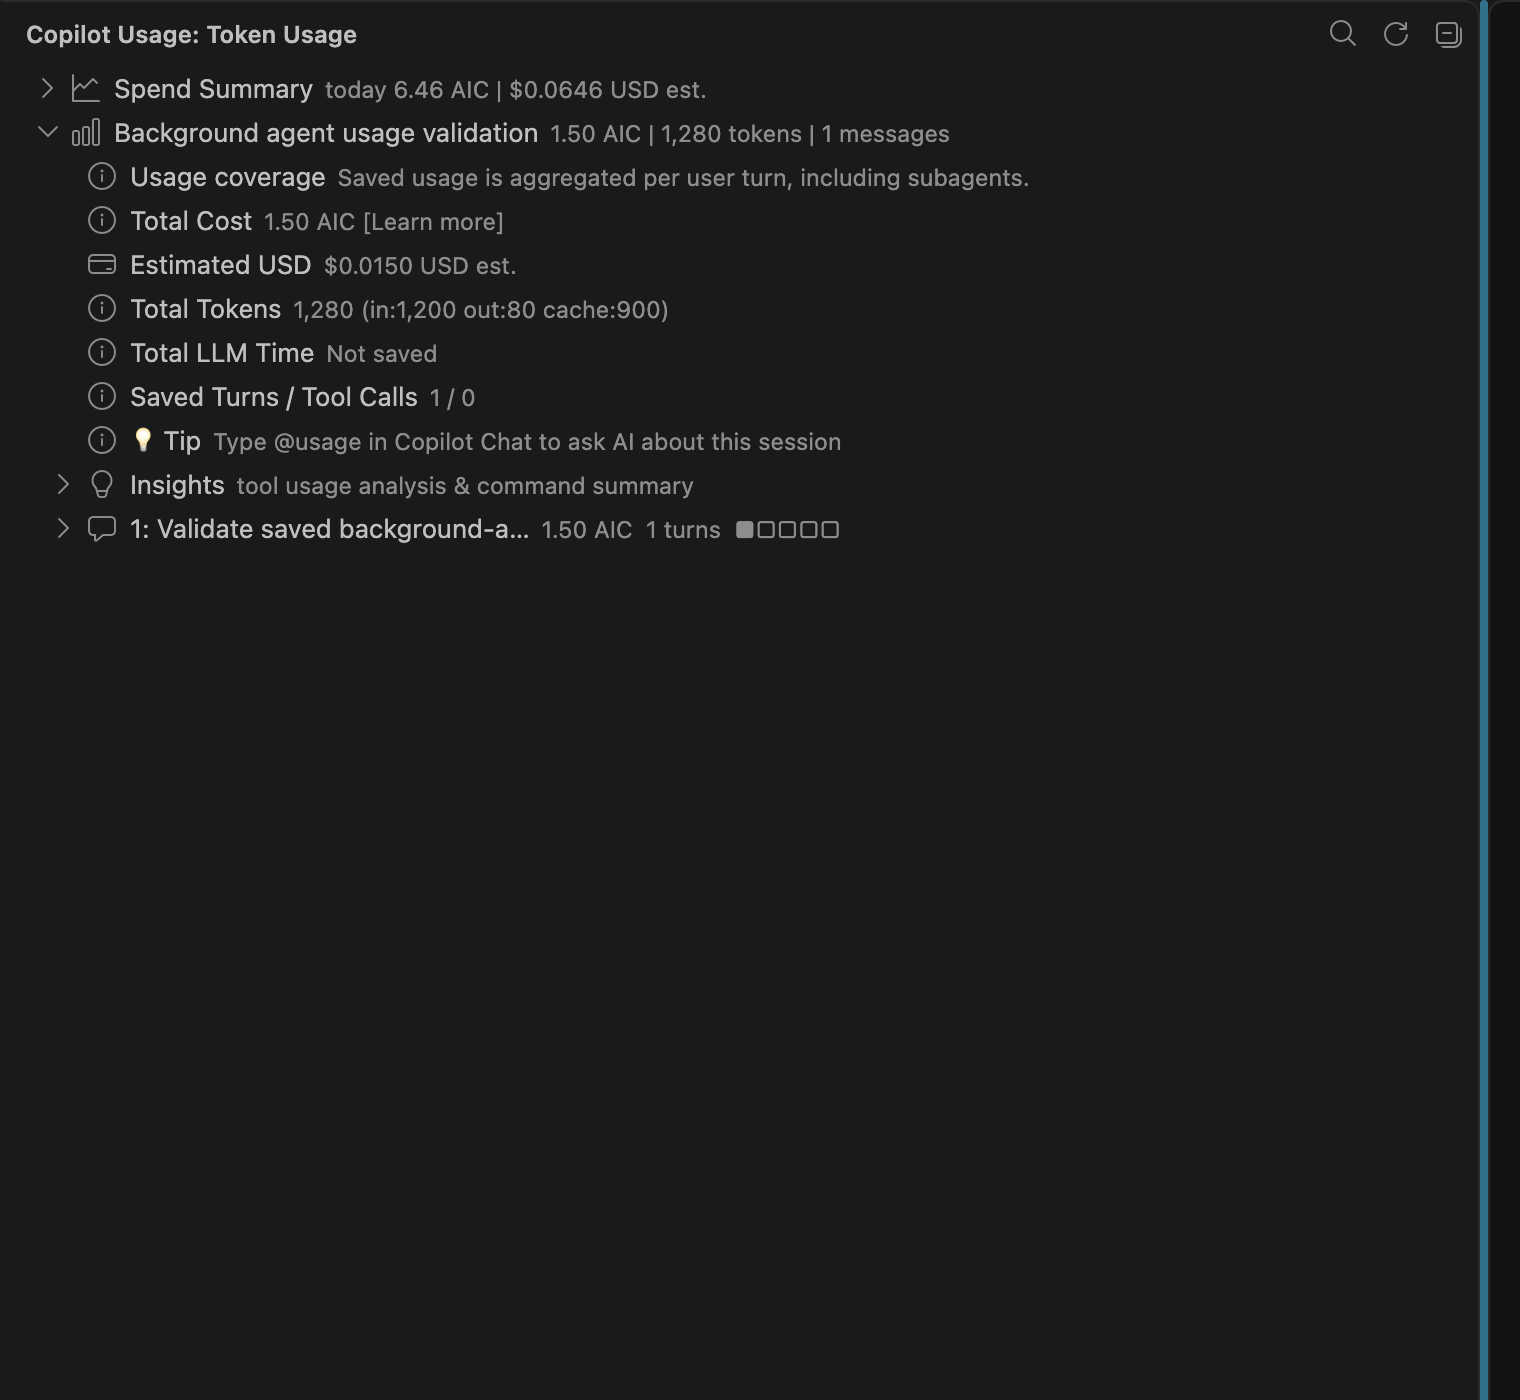 Copilot Usage: Token Usage
Spend Summary today 6.46 AIC | $0.0646 USD est.
Background agent usage validation 1.50 AIC | 1,280 tokens | 1 messages
Usage coverage Saved usage is aggregated per user turn, including subagents.
Total Cost 1.50 AIC [Learn more]
Estimated USD $0.0150 USD est.
Total Tokens 1,280 (in:1,200 out:80 cache:900)
Total LLM Time Not saved
Saved Turns / Tool Calls 1 / 0
💡 Tip Type @usage in Copilot Chat to ask AI about this session
Insights tool usage analysis & command summary
1: Validate saved background-a... 1.50 AIC 1 turns ■□□□□